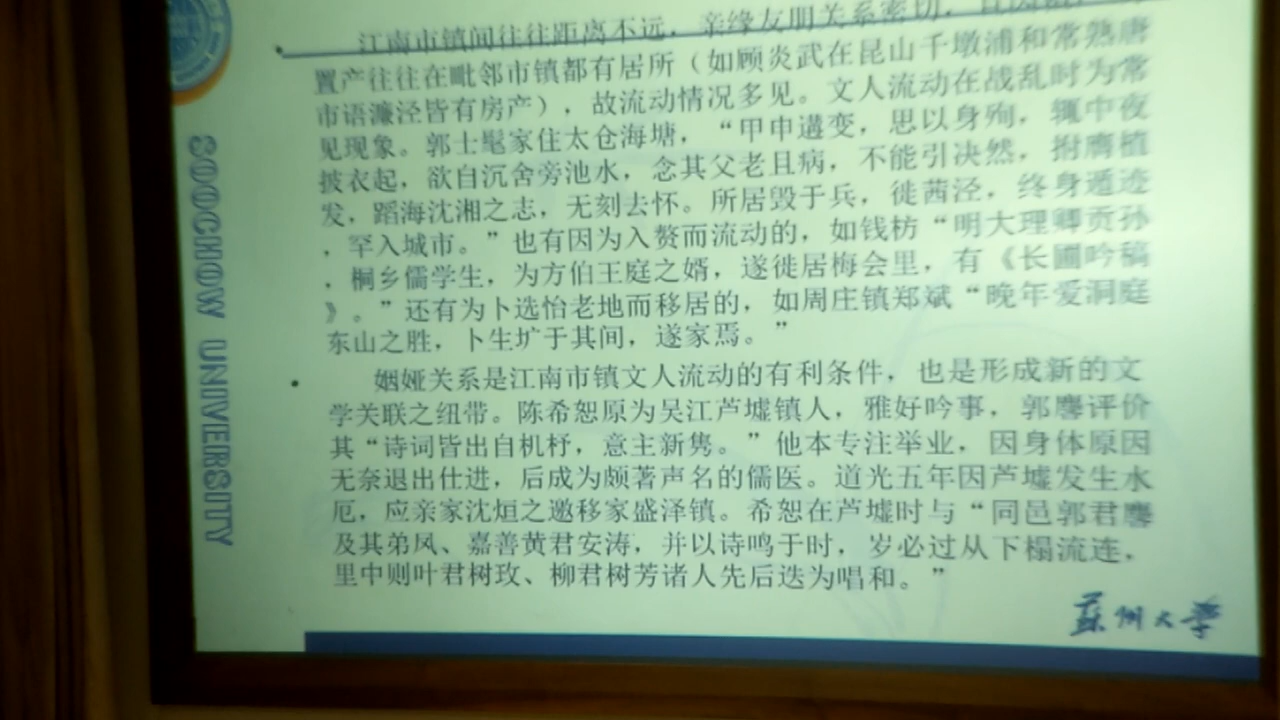 江南市镇间往往距离不远，亲缘友朋关系密切，
置产往往在毗邻市镇都有居所（如顾炎武在昆山千墩浦和常熟唐
市语濂泾皆有房产），故流动情况多见。文人流动在战乱时为常
见现象。郭士髦家住太仓海塘，“甲申遘变，思以身殉，辄中夜
披衣起，欲自沉舍旁池水，念其父老且病，不能引决然，拊膺植
发，蹈海沈湘之志，无刻去怀。所居毁于兵，徙茜泾，终身遁迹
，罕入城市。”也有因为入赘而流动的，如钱枋“明大理卿贡孙
，桐乡儒学生，为方伯王庭之婿，遂徙居梅会里，有《长圃吟稿
》。”还有为卜选怡老地而移居的，如周庄镇郑斌“晚年爱洞庭
东山之胜，卜生圹于其间，遂家焉。”
姻娅关系是江南市镇文人流动的有利条件，也是形成新的文
学关联之纽带。陈希恕原为吴江芦墟镇人，雅好吟事，郭麐评价
其“诗词皆出自机杼，意主新隽。”他本专注举业，因身体原因
无奈退出仕进，后成为颇著声名的儒医。道光五年因芦墟发生水
厄，应亲家沈烜之邀移家盛泽镇。希恕在芦墟时与“同邑郭君麐
及其弟凤、嘉善黄君安涛，并以诗鸣于时，岁必过从下榻流连，
里中则叶君树玫、柳君树芳诸人先后迭为唱和。”
SOOCHOW UNIVERSITY
蘇州大学